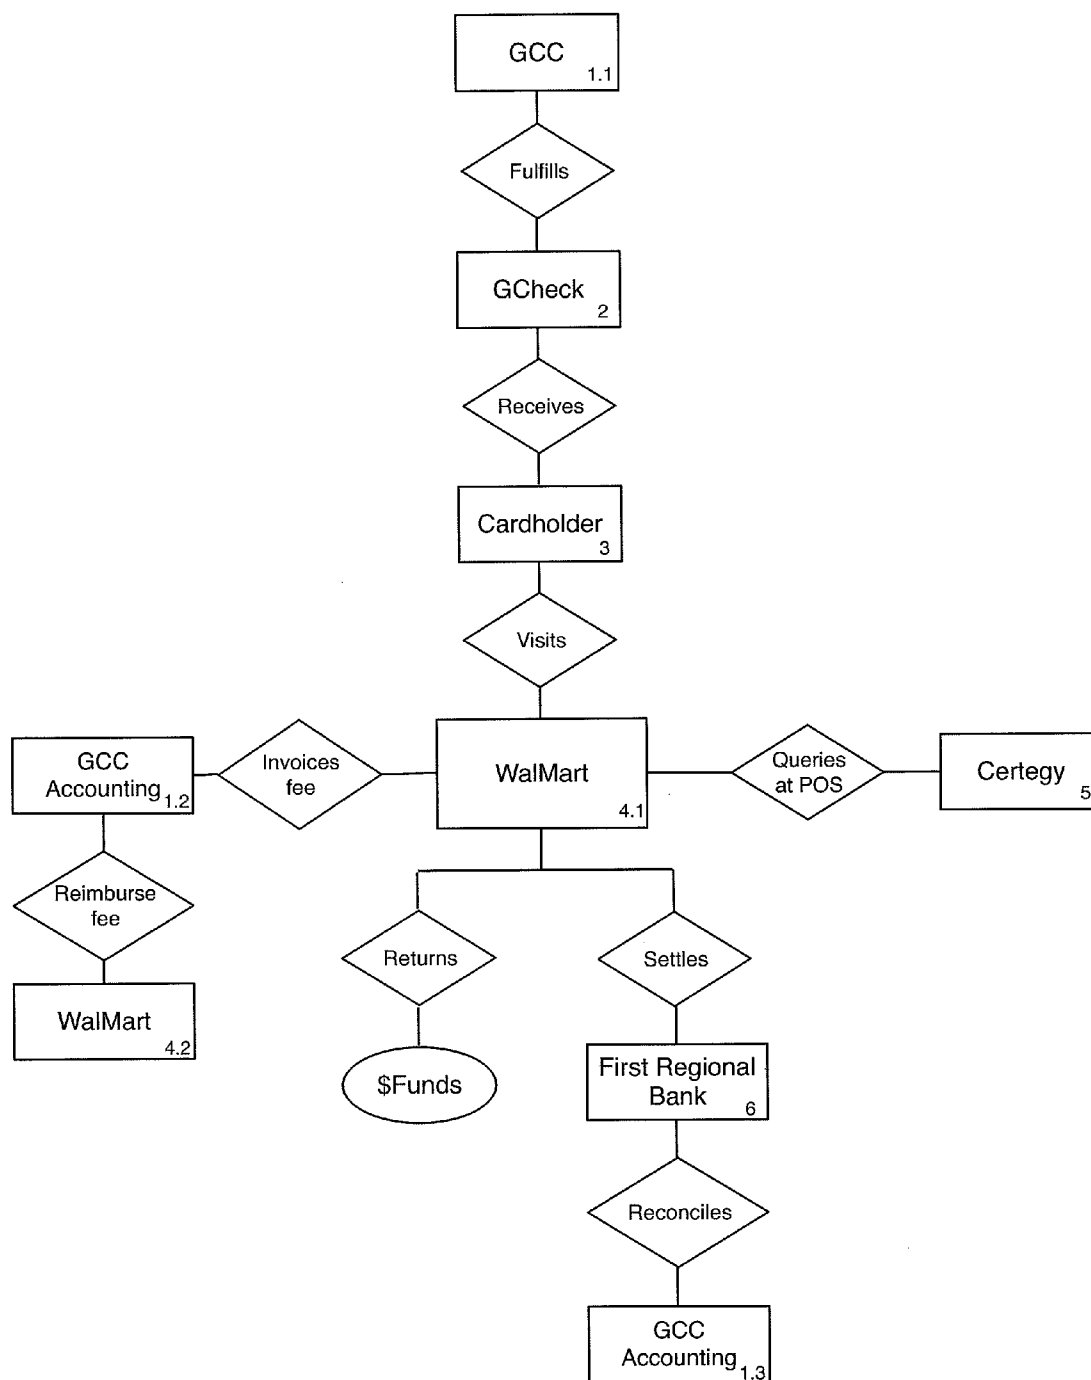 GCC
1.1
Fulfills
GCheck
2
Receives
Cardholder
3
Visits
GCC
Accounting
1.2
Invoices
fee
WalMart
4.1
Queries
at POS
Certegy
5
Reimburse
fee
WalMart
4.2
Returns
Settles
$Funds
First Regional
Bank
6
Reconciles
GCC
Accounting
1.3